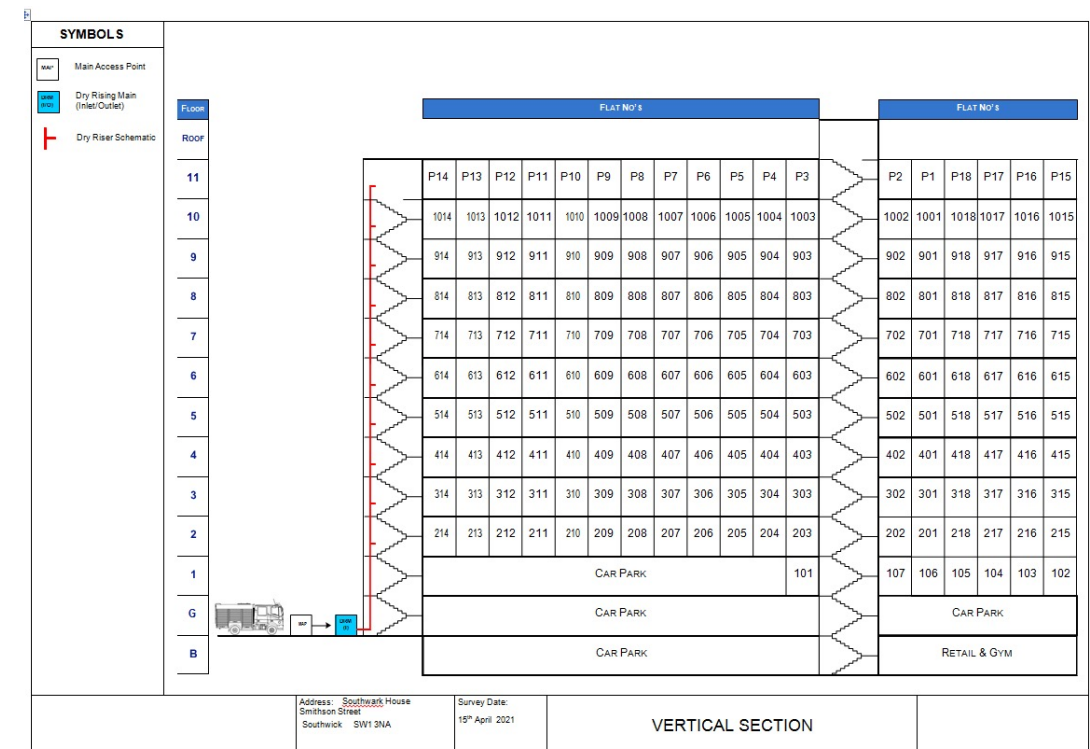 SYMBOLS
MAP
Main Access Point
DRM
(I/O)
Dry Rising Main
(Inlet/Outlet)
Dry Riser Schematic
FLOOR FLAT NO'S FLAT NO'S
ROOF
11 P14 P13 P12 P11 P10 P9 P8 P7 P6 P5 P4 P3 P2 P1 P18 P17 P16 P15
10 1014 1013 1012 1011 1010 1009 1008 1007 1006 1005 1004 1003 1002 1001 1018 1017 1016 1015
9 914 913 912 911 910 909 908 907 906 905 904 903 902 901 918 917 916 915
8 814 813 812 811 810 809 808 807 806 805 804 803 802 801 818 817 816 815
7 714 713 712 711 710 709 708 707 706 705 704 703 702 701 718 717 716 715
6 614 613 612 611 610 609 608 607 606 605 604 603 602 601 618 617 616 615
5 514 513 512 511 510 509 508 507 506 505 504 503 502 501 518 517 516 515
4 414 413 412 411 410 409 408 407 406 405 404 403 402 401 418 417 416 415
3 314 313 312 311 310 309 308 307 306 305 304 303 302 301 318 317 316 315
2 214 213 212 211 210 209 208 207 206 205 204 203 202 201 218 217 216 215
1 CAR PARK 101 107 106 105 104 103 102
G MAP DRM (I) CAR PARK CAR PARK
B CAR PARK RETAIL & GYM
Address: Southwark House
Smithson Street
Southwick SW1 3NA
Survey Date:
15th April 2021
VERTICAL SECTION